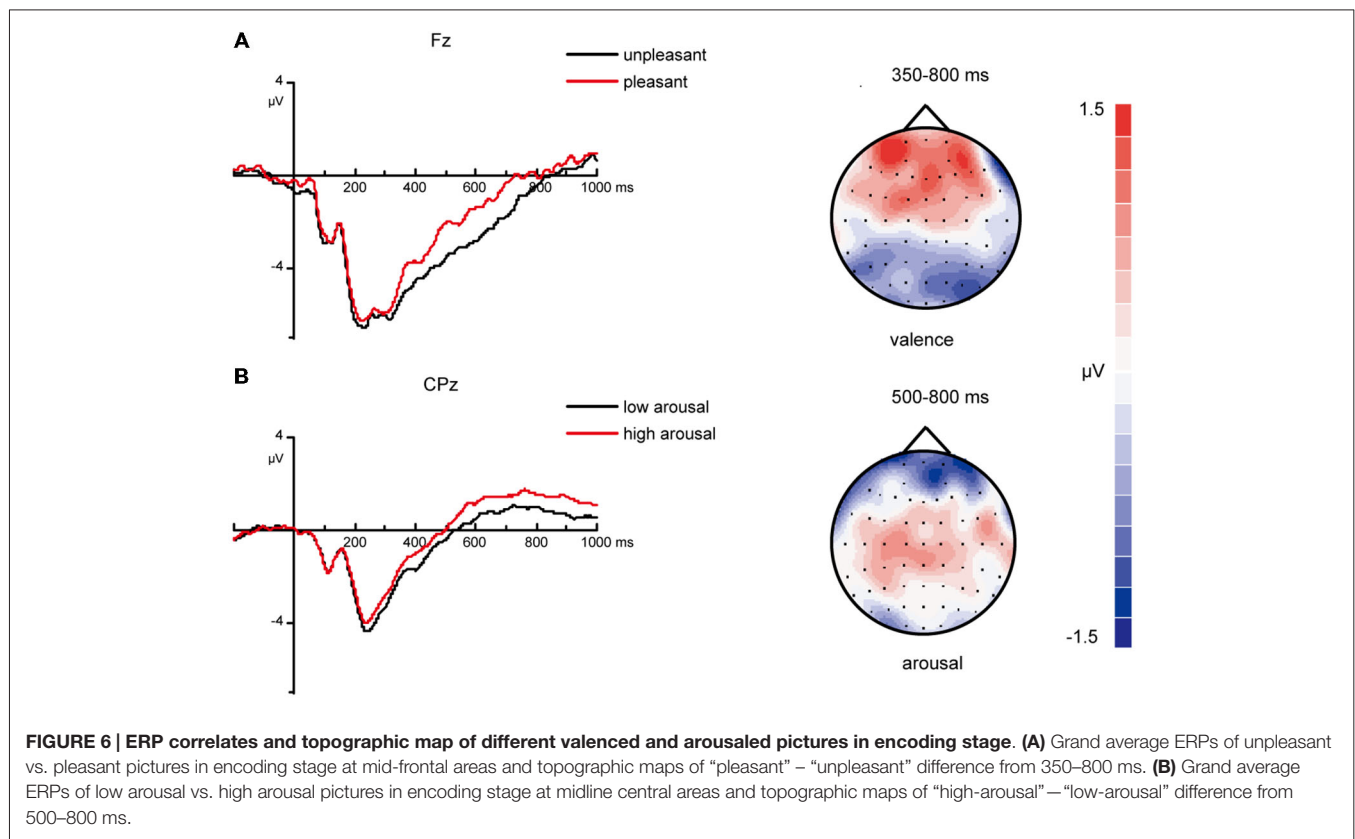 A
Fz
unpleasant
pleasant
4
µV
-4
200
400
600
800
1000 ms
350-800 ms
valence
1.5
µV
-1.5
B
CPz
low arousal
high arousal
4
µV
-4
200
400
600
800
1000 ms
500-800 ms
arousal
FIGURE 6 | ERP correlates and topographic map of different valenced and arousaled pictures in encoding stage. (A) Grand average ERPs of unpleasant
vs. pleasant pictures in encoding stage at mid-frontal areas and topographic maps of “pleasant” – “unpleasant” difference from 350–800 ms. (B) Grand average
ERPs of low arousal vs. high arousal pictures in encoding stage at midline central areas and topographic maps of “high-arousal”—“low-arousal” difference from
500–800 ms.